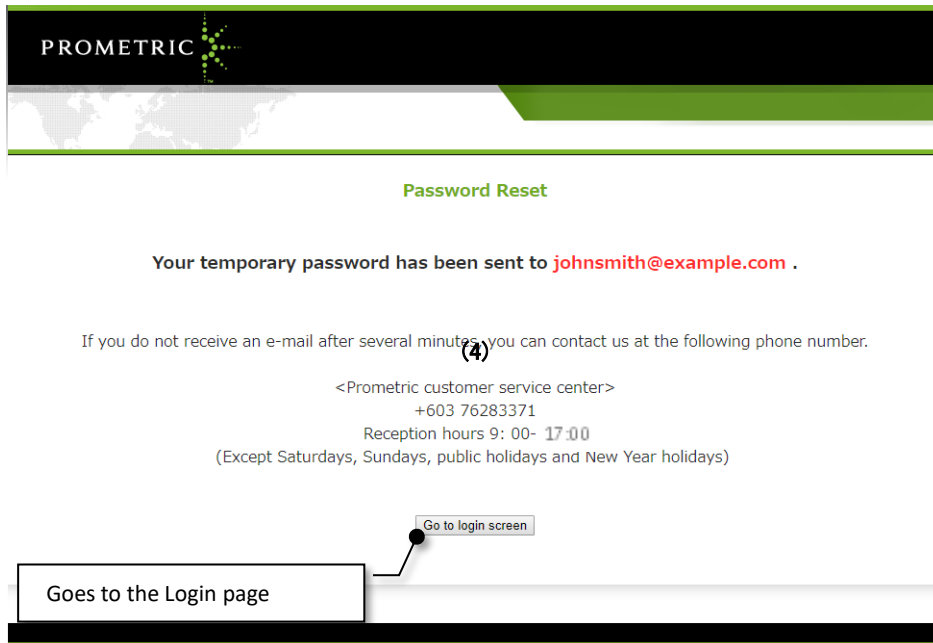 PROMETRIC
TM
Password Reset
Your temporary password has been sent to johnsmith@example.com .
If you do not receive an e-mail after several minutes, you can contact us at the following phone number.
(4)
<Prometric customer service center>
+603 76283371
Reception hours 9: 00- 17:00
(Except Saturdays, Sundays, public holidays and New Year holidays)
Go to login screen
Goes to the Login page